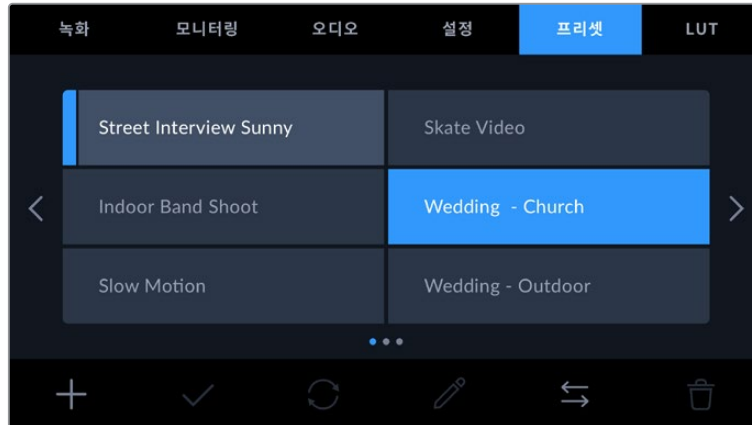 녹화 모니터링 오디오 설정 프리셋 LUT
Street Interview Sunny Skate Video
Indoor Band Shoot Wedding - Church
Slow Motion Wedding - Outdoor